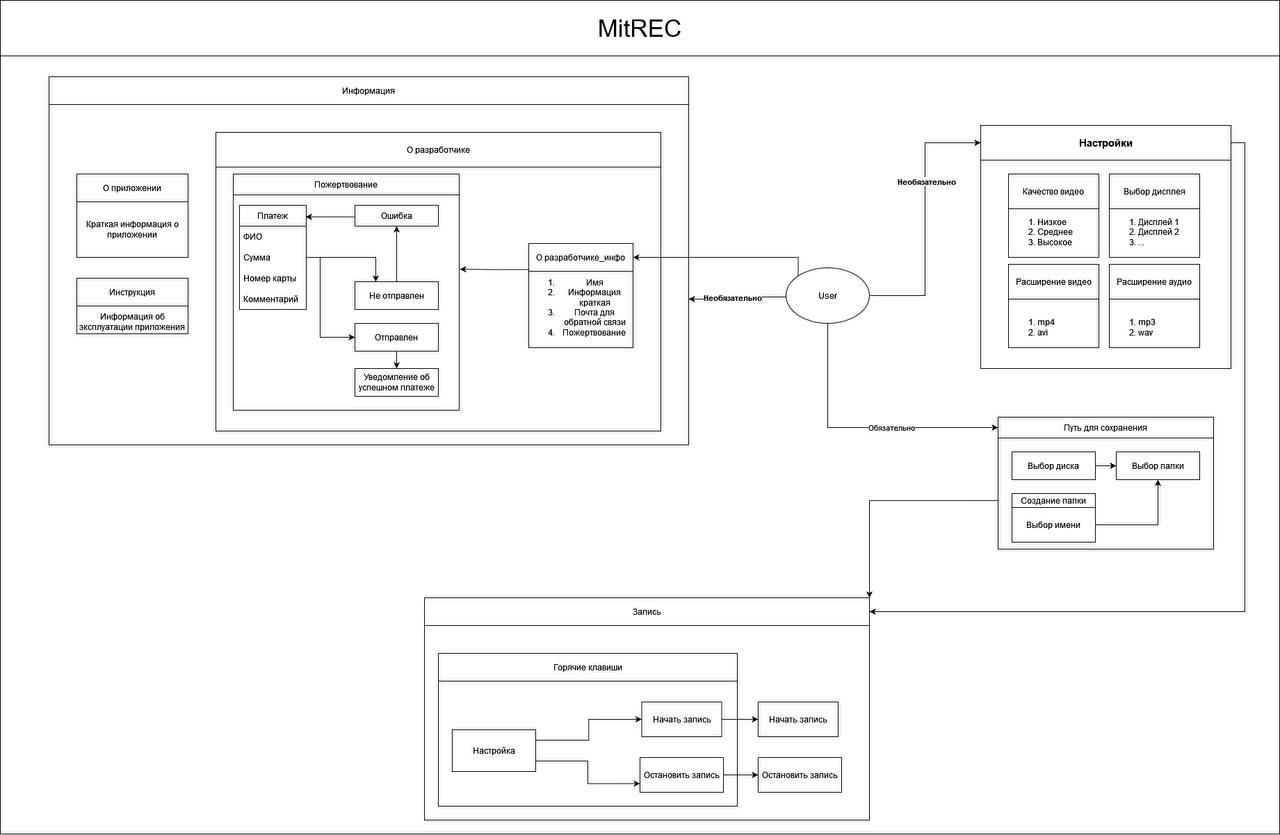 MitREC
Информация
О разработчике
О приложении
Краткая информация о
приложении
Инструкция
Информация об
эксплуатации приложения
Пожертвование
Платеж
ФИО
Сумма
Номер карты
Комментарий
Ошибка
Не отправлен
Отправлен
Уведомление об
успешном платеже
О разработчике_инфо
1. Имя
2. Информация
краткая
3. Почта для
обратной связи
4. Пожертвование
Необязательно
User
Необязательно
Обязательно
Настройки
Качество видео
1. Низкое
2. Среднее
3. Высокое
Выбор дисплея
1. Дисплей 1
2. Дисплей 2
3. ...
Расширение видео
1. mp4
2. avi
Расширение аудио
1. mp3
2. wav
Путь для сохранения
Выбор диска
Выбор папки
Создание папки
Выбор имени
Запись
Горячие клавиши
Настройка
Начать запись
Начать запись
Остановить запись
Остановить запись